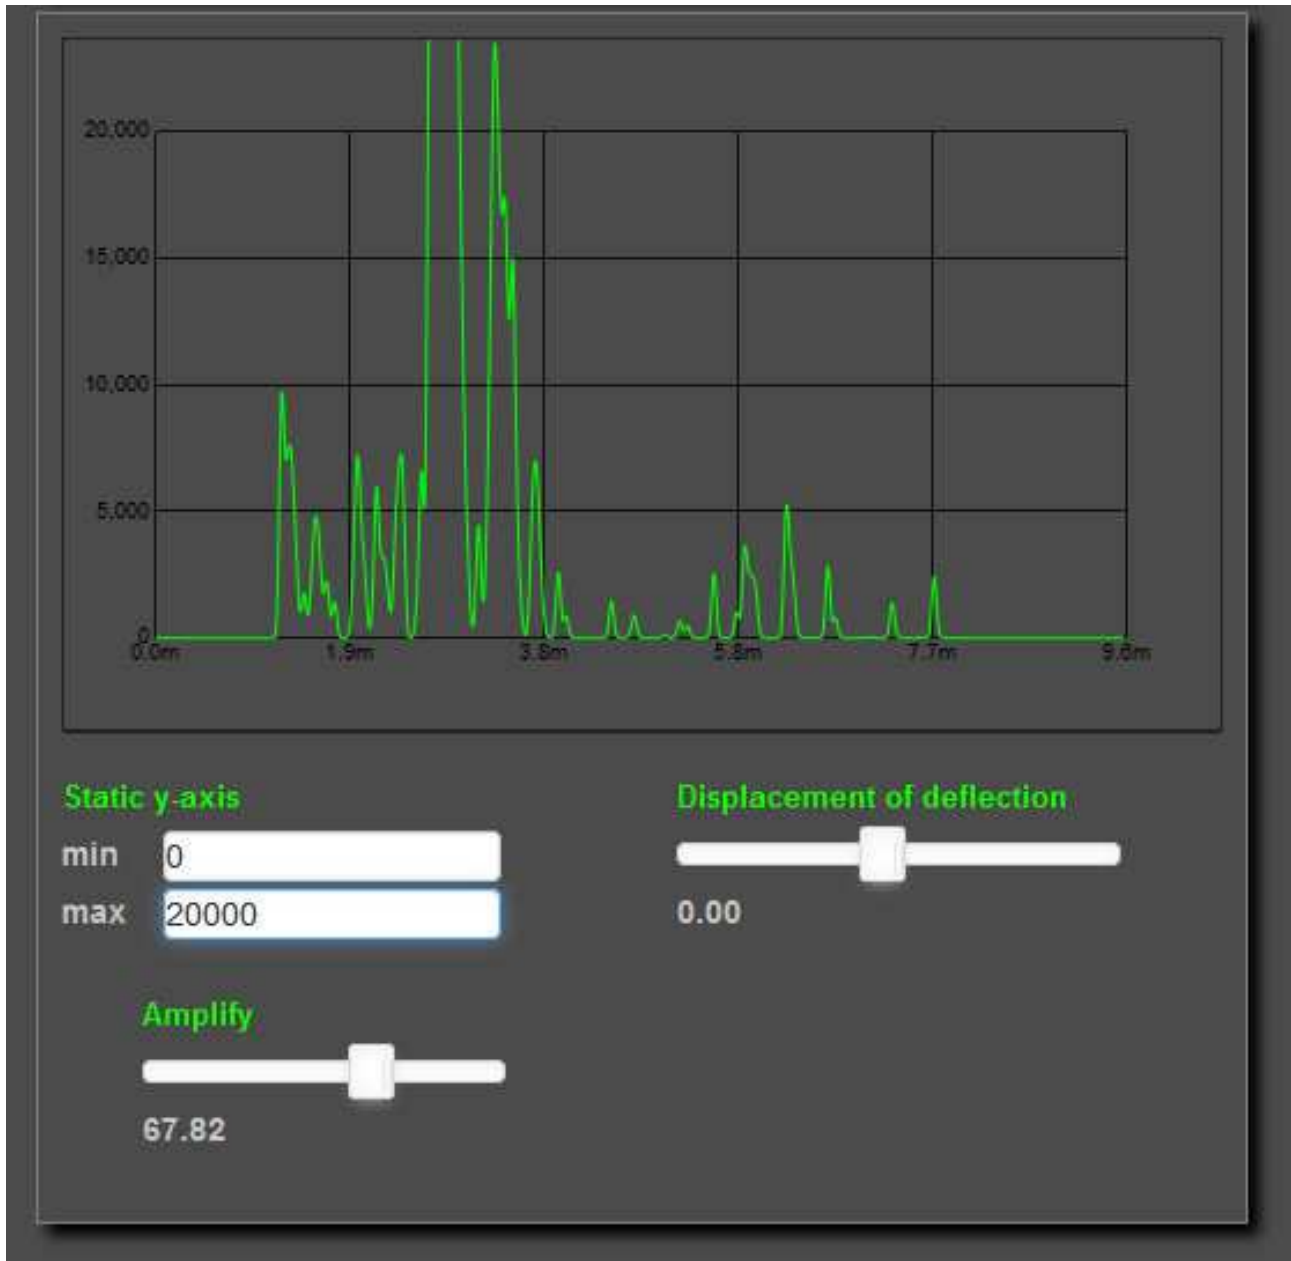 20,000
15,000
10,000
5,000
0
0.0m 1.9m 3.8m 5.8m 7.7m 9.6m
Static y-axis
Displacement of deflection
min 0
max 20000
0.00
Amplify
67.82